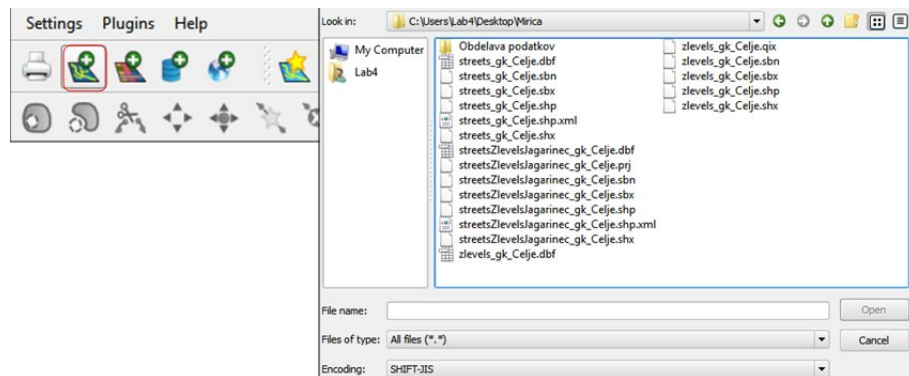 Settings Plugins Help
Look in: C:\Users\Lab4\Desktop\Mirica
My Computer
Lab4
Obdelava podatkov
streets_gk_Celje.dbf
streets_gk_Celje.sbn
streets_gk_Celje.sbx
streets_gk_Celje.shp
streets_gk_Celje.shp.xml
streets_gk_Celje.shx
streetsZlevelsJagarinec_gk_Celje.dbf
streetsZlevelsJagarinec_gk_Celje.prj
streetsZlevelsJagarinec_gk_Celje.sbn
streetsZlevelsJagarinec_gk_Celje.sbx
streetsZlevelsJagarinec_gk_Celje.shp
streetsZlevelsJagarinec_gk_Celje.shp.xml
streetsZlevelsJagarinec_gk_Celje.shx
zlevels_gk_Celje.dbf
zlevels_gk_Celje.qix
zlevels_gk_Celje.sbn
zlevels_gk_Celje.sbx
zlevels_gk_Celje.shp
zlevels_gk_Celje.shx
File name: Open
Files of type: All files (*.*) Cancel
Encoding: SHIFT-JIS